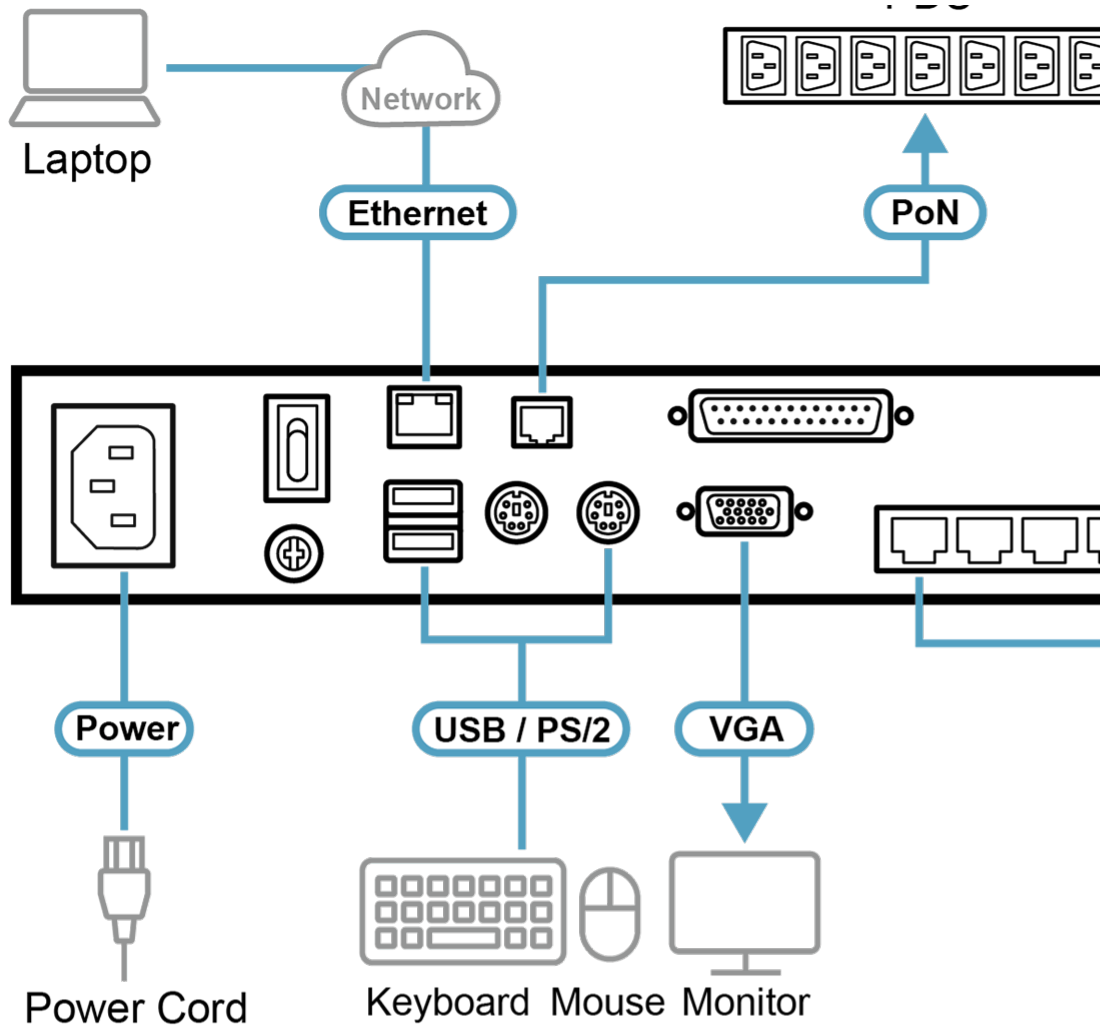 Network
Laptop
Ethernet
PoN
Power
USB / PS/2
VGA
Power Cord
Keyboard
Mouse
Monitor